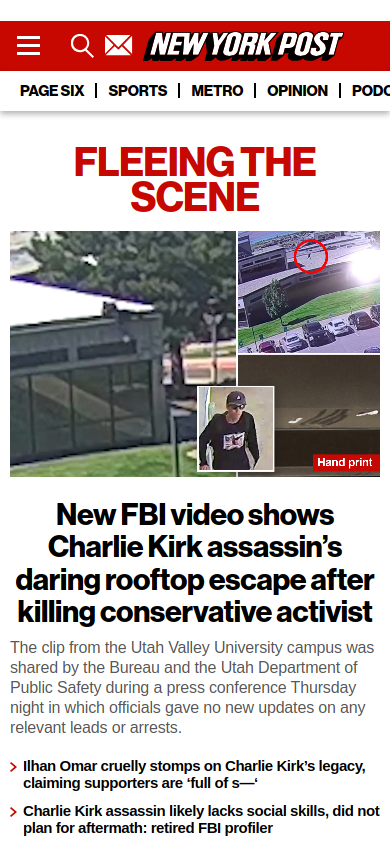 NEW YORK POST
PAGE SIX
SPORTS
METRO
OPINION
PODC
FLEEING THE
SCENE
Hand print
New FBI video shows
Charlie Kirk assassin’s
daring rooftop escape after
killing conservative activist
The clip from the Utah Valley University campus was
shared by the Bureau and the Utah Department of
Public Safety during a press conference Thursday
night in which officials gave no new updates on any
relevant leads or arrests.
Ilhan Omar cruelly stomps on Charlie Kirk’s legacy,
claiming supporters are ‘full of s—‘
Charlie Kirk assassin likely lacks social skills, did not
plan for aftermath: retired FBI profiler